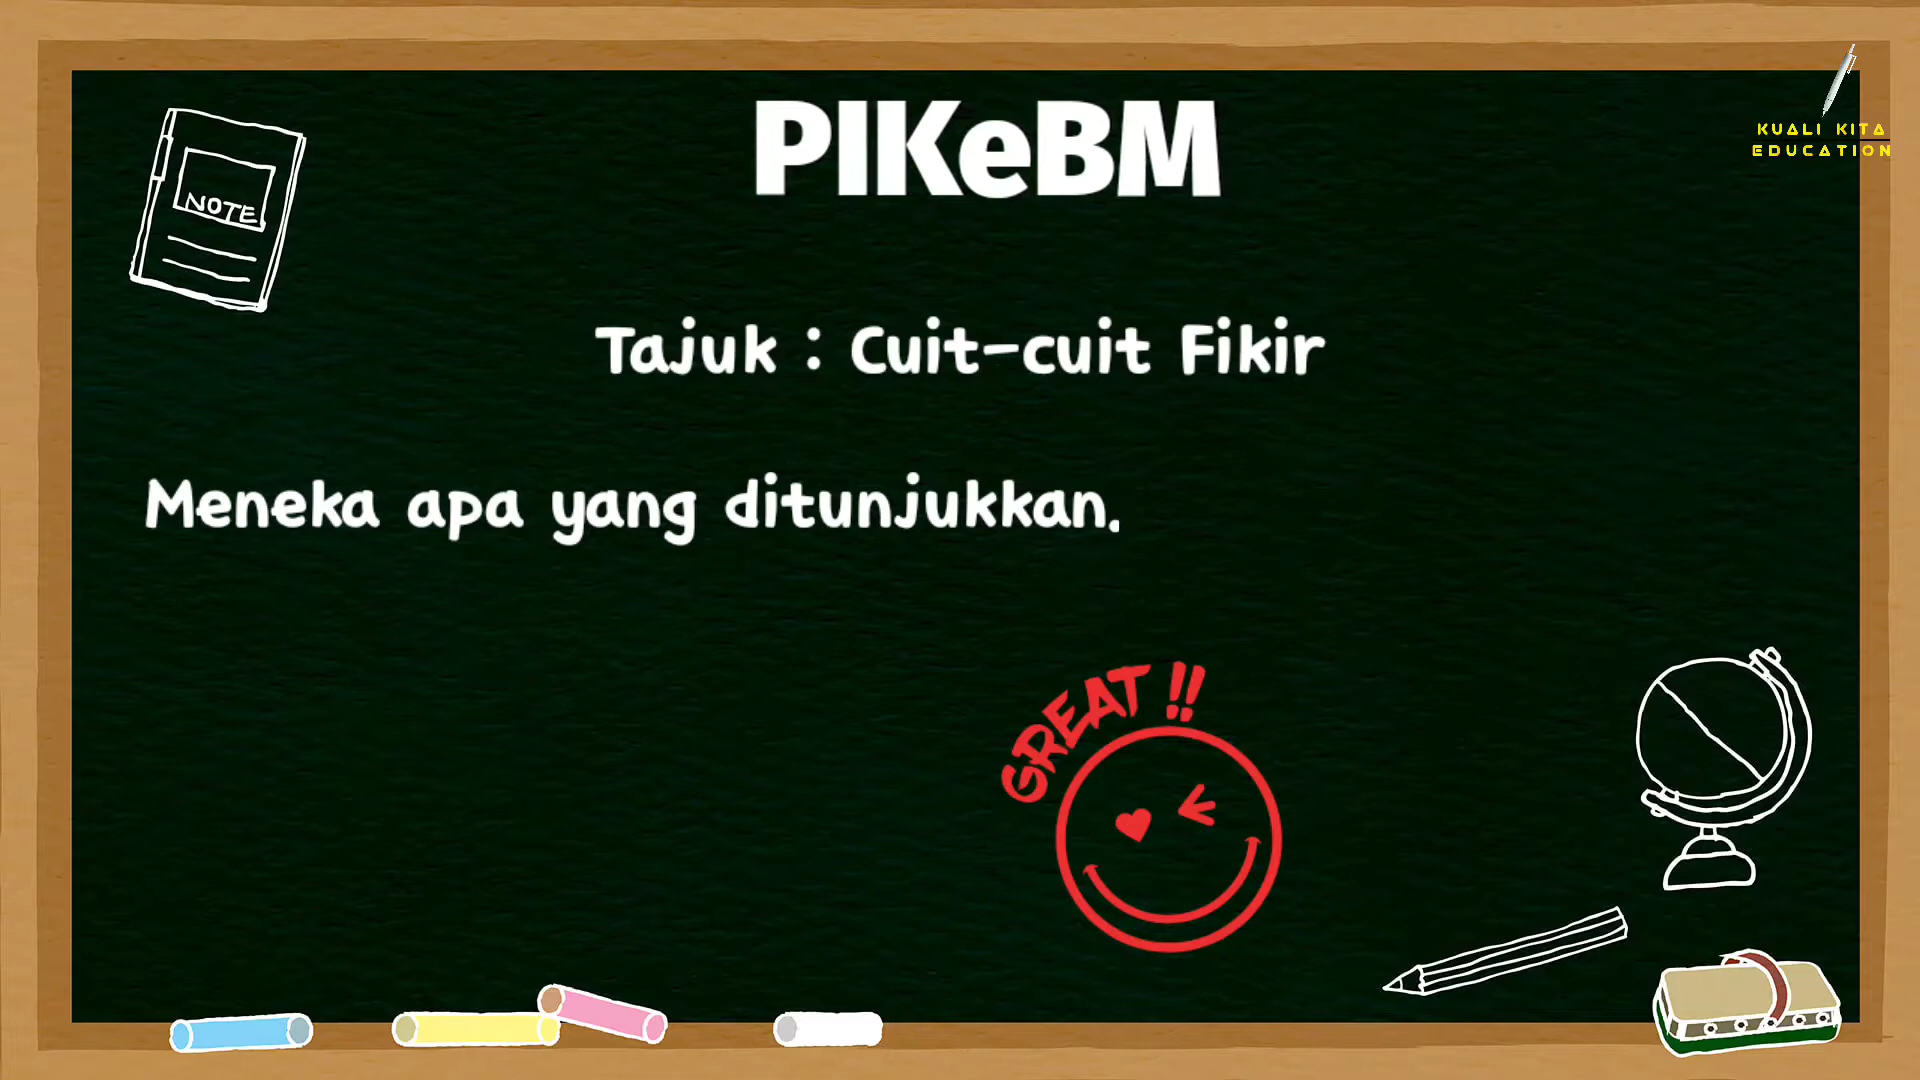 PIKeBM
KUALI KITA
EDUCATION
NOTE
Tajuk : Cuit-cuit Fikir
Meneka apa yang ditunjukkan.
GREAT !!